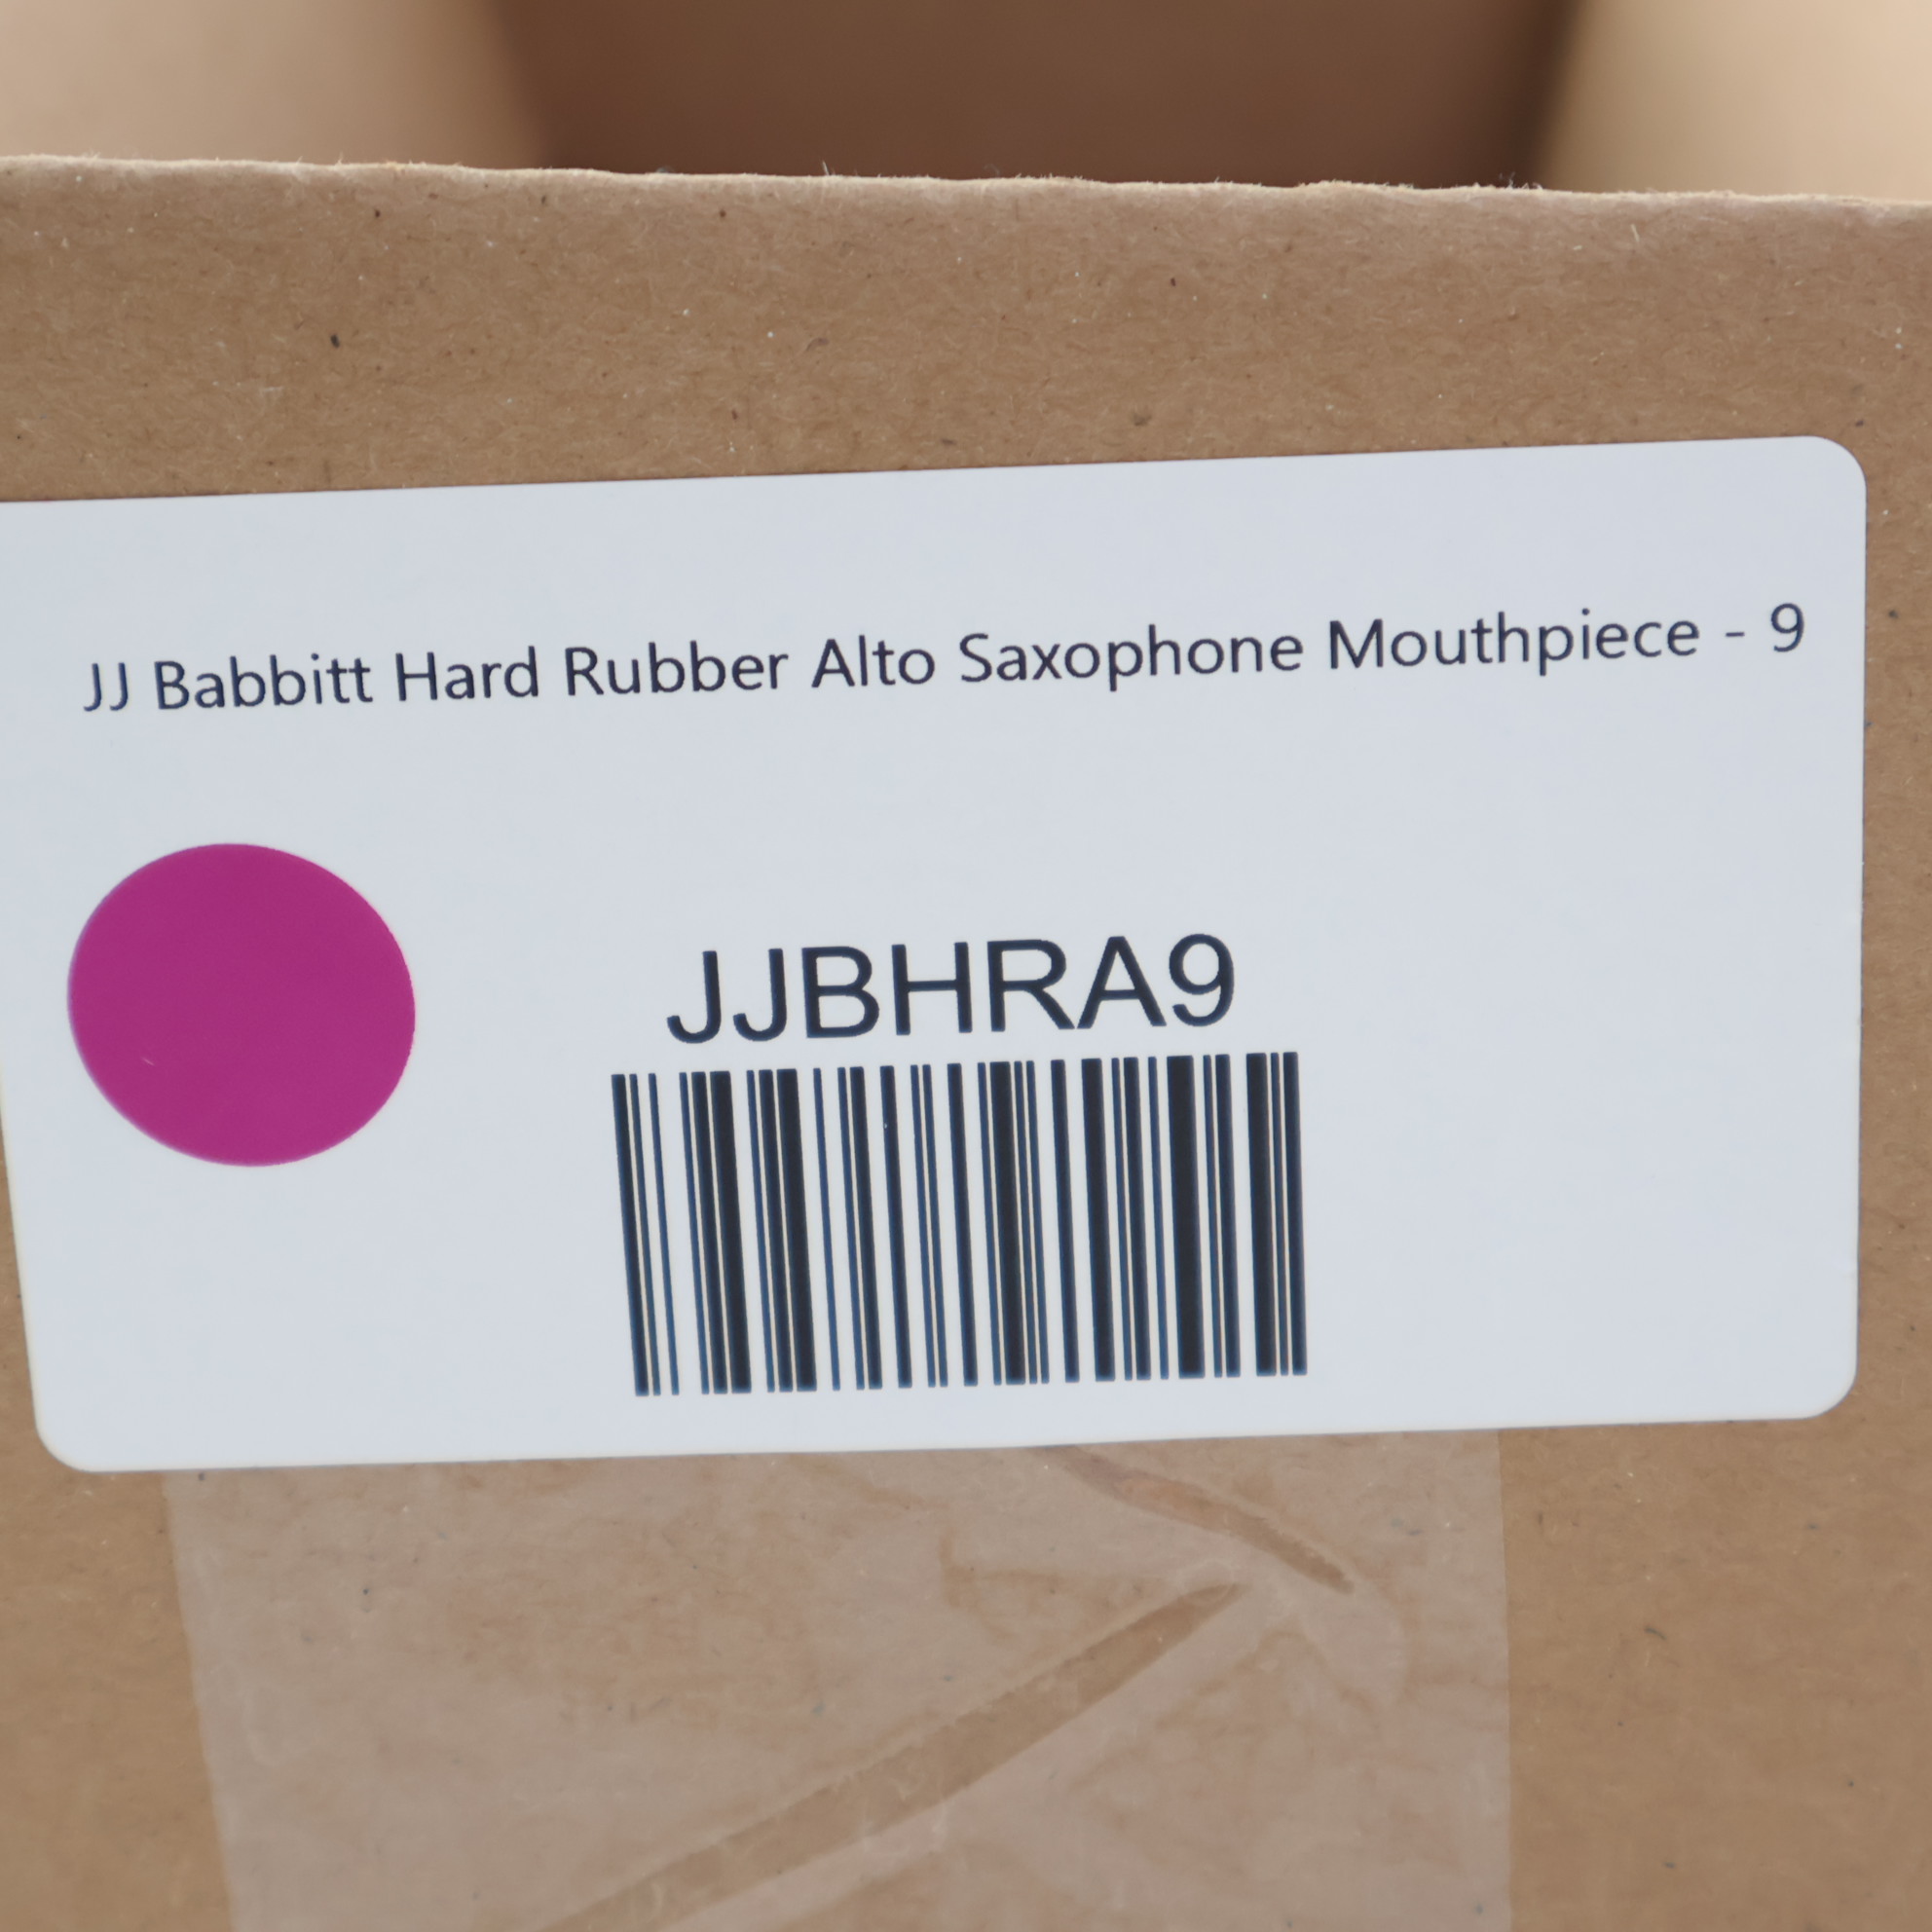 JJ Babbitt Hard Rubber Alto Saxophone Mouthpiece - 9
JJBHRA9